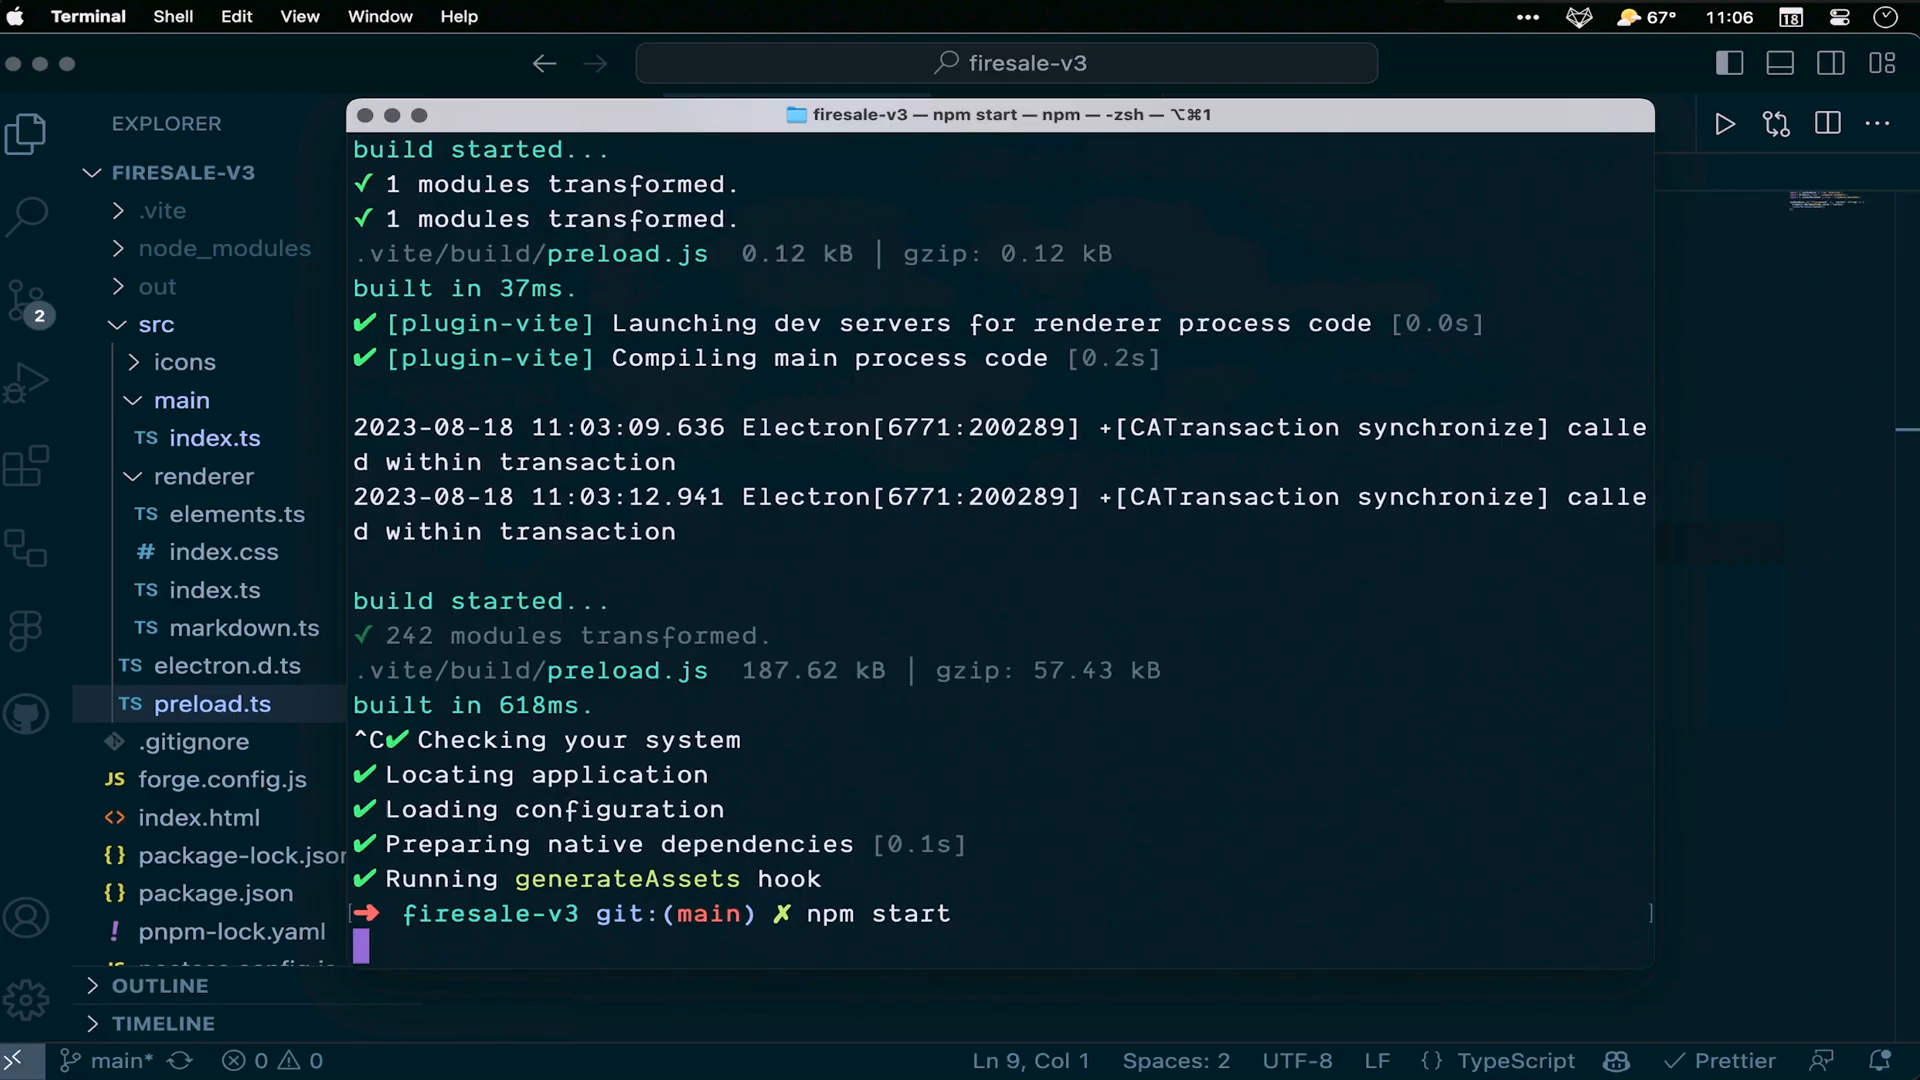 Terminal Shell Edit View Window Help
67° 11:06 18
firesale-v3
EXPLORER
FIRESALE-V3
.vite
node_modules
out
src
icons
main
TS index.ts
renderer
TS elements.ts
# index.css
TS index.ts
TS markdown.ts
TS electron.d.ts
TS preload.ts
.gitignore
JS forge.config.js
<> index.html
{} package-lock.json
{} package.json
! pnpm-lock.yaml
OUTLINE
TIMELINE
2
firesale-v3 — npm start — npm — -zsh — ⌥⌘1
build started...
✓ 1 modules transformed.
✓ 1 modules transformed.
.vite/build/preload.js 0.12 kB │ gzip: 0.12 kB
built in 37ms.
✔ [plugin-vite] Launching dev servers for renderer process code [0.0s]
✔ [plugin-vite] Compiling main process code [0.2s]
2023-08-18 11:03:09.636 Electron[6771:200289] +[CATransaction synchronize] calle
d within transaction
2023-08-18 11:03:12.941 Electron[6771:200289] +[CATransaction synchronize] calle
d within transaction
build started...
✓ 242 modules transformed.
.vite/build/preload.js 187.62 kB │ gzip: 57.43 kB
built in 618ms.
^C✔ Checking your system
✔ Locating application
✔ Loading configuration
✔ Preparing native dependencies [0.1s]
✔ Running generateAssets hook
[➜ firesale-v3 git:(main) ✗ npm start ]
main* 0 0 Ln 9, Col 1 Spaces: 2 UTF-8 LF {} TypeScript ✓ Prettier